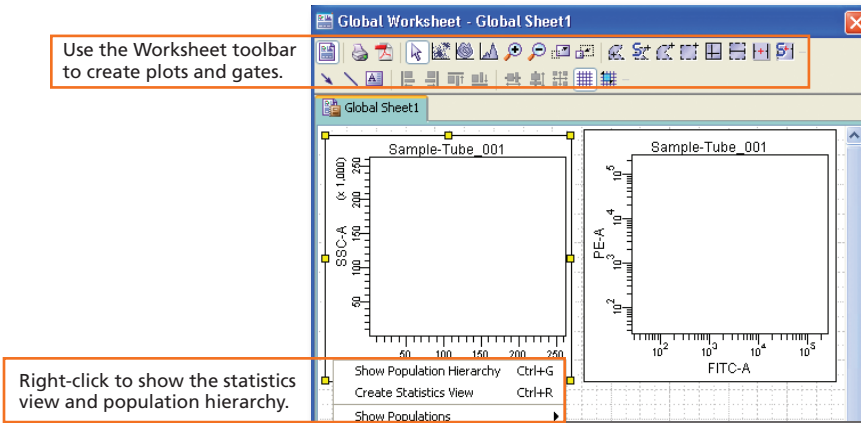 Global Worksheet - Global Sheet1
Use the Worksheet toolbar
to create plots and gates.
A
Global Sheet1
Sample-Tube_001
SSC-A
(x 1,000)
250
200
150
100
50
50 100 150 200 250
Sample-Tube_001
PE-A
10^5
10^4
10^3
10^2
10^2 10^3 10^4 10^5
FITC-A
Right-click to show the statistics
view and population hierarchy.
Show Population Hierarchy Ctrl+G
Create Statistics View Ctrl+R
Show Populations